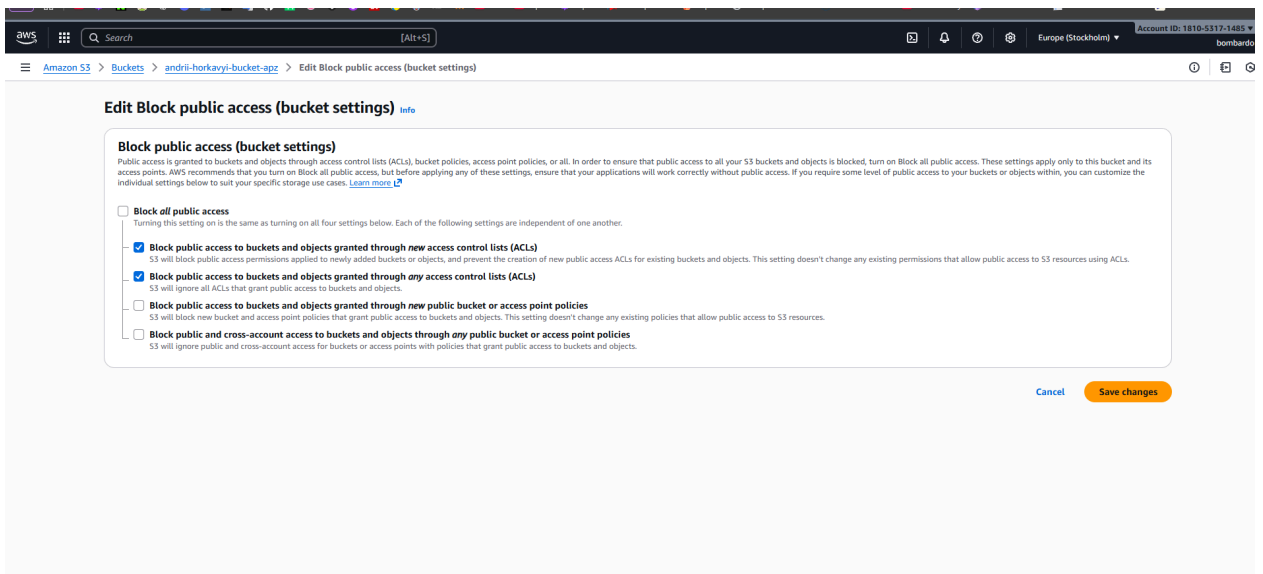 aws
Search
[Alt+S]
Europe (Stockholm) ▼
Account ID: 1810-5317-1485 ▼
bombardo
Amazon S3 > Buckets > andrii-horkavyi-bucket-apz > Edit Block public access (bucket settings)
Edit Block public access (bucket settings) Info
Block public access (bucket settings)
Public access is granted to buckets and objects through access control lists (ACLs), bucket policies, access point policies, or all. In order to ensure that public access to all your S3 buckets and objects is blocked, turn on Block all public access. These settings apply only to this bucket and its
access points. AWS recommends that you turn on Block all public access, but before applying any of these settings, ensure that your applications will work correctly without public access. If you require some level of public access to your buckets or objects within, you can customize the
individual settings below to suit your specific storage use cases. Learn more
Block all public access
Turning this setting on is the same as turning on all four settings below. Each of the following settings are independent of one another.
Block public access to buckets and objects granted through new access control lists (ACLs)
S3 will block public access permissions applied to newly added buckets or objects, and prevent the creation of new public access ACLs for existing buckets and objects. This setting doesn't change any existing permissions that allow public access to S3 resources using ACLs.
Block public access to buckets and objects granted through any access control lists (ACLs)
S3 will ignore all ACLs that grant public access to buckets and objects.
Block public access to buckets and objects granted through new public bucket or access point policies
S3 will block new bucket and access point policies that grant public access to buckets and objects. This setting doesn't change any existing policies that allow public access to S3 resources.
Block public and cross-account access to buckets and objects through any public bucket or access point policies
S3 will ignore public and cross-account access for buckets or access points with policies that grant public access to buckets and objects.
Cancel
Save changes